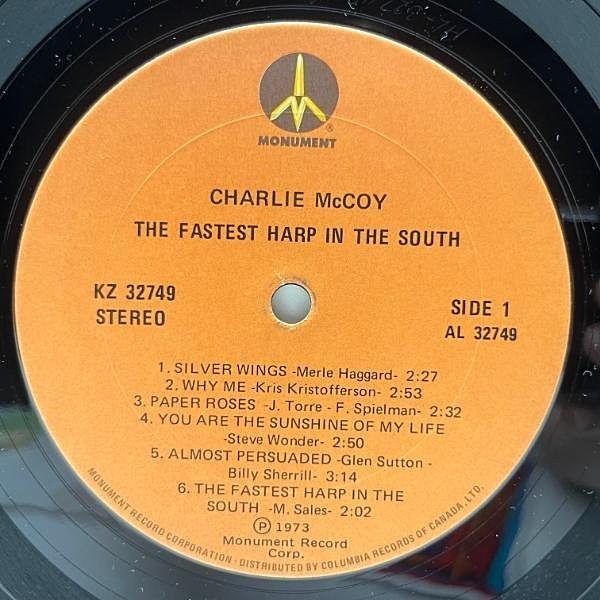 MONUMENT
®
CHARLIE McCOY
THE FASTEST HARP IN THE SOUTH
KZ 32749
STEREO
SIDE 1
AL 32749
1. SILVER WINGS -Merle Haggard- 2:27
2. WHY ME -Kris Kristofferson- 2:53
3. PAPER ROSES -J. Torre - F. Spielman- 2:32
4. YOU ARE THE SUNSHINE OF MY LIFE
-Steve Wonder- 2:50
5. ALMOST PERSUADED -Glen Sutton -
Billy Sherrill- 3:14
6. THE FASTEST HARP IN THE
SOUTH -M. Sales- 2:02
℗ 1973
Monument Record
Corp.
MONUMENT RECORD CORPORATION - DISTRIBUTED BY COLUMBIA RECORDS OF CANADA, LTD.